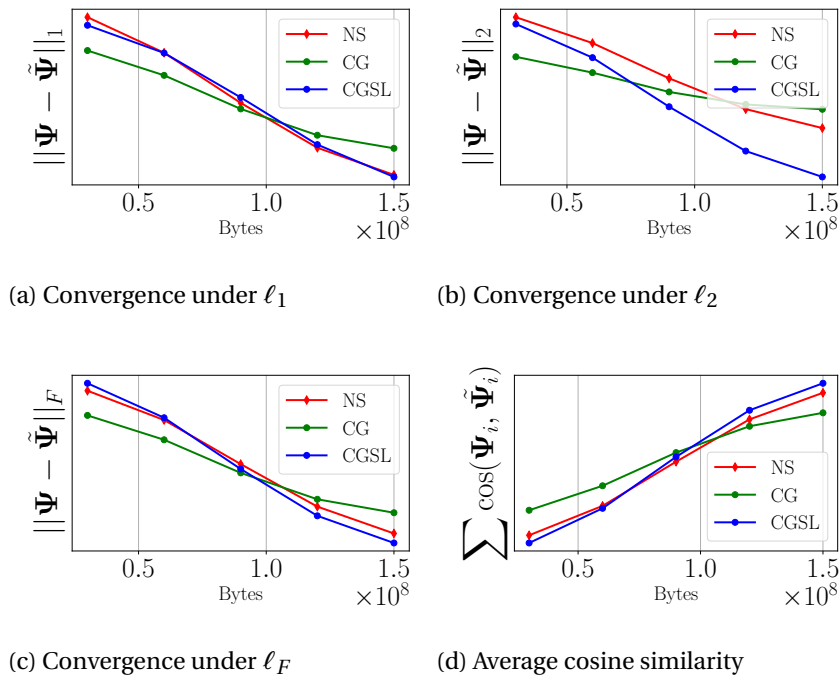 ||Ψ − Ψ̃||₁
NS
CG
CGSL
0.5 1.0 1.5
Bytes
×10⁸
(a) Convergence under ℓ₁
||Ψ − Ψ̃||₂
NS
CG
CGSL
0.5 1.0 1.5
Bytes
×10⁸
(b) Convergence under ℓ₂
||Ψ − Ψ̃||_F
NS
CG
CGSL
0.5 1.0 1.5
Bytes
×10⁸
(c) Convergence under ℓ_F
∑ cos(Ψᵢ, Ψ̃ᵢ)
NS
CG
CGSL
0.5 1.0 1.5
Bytes
×10⁸
(d) Average cosine similarity